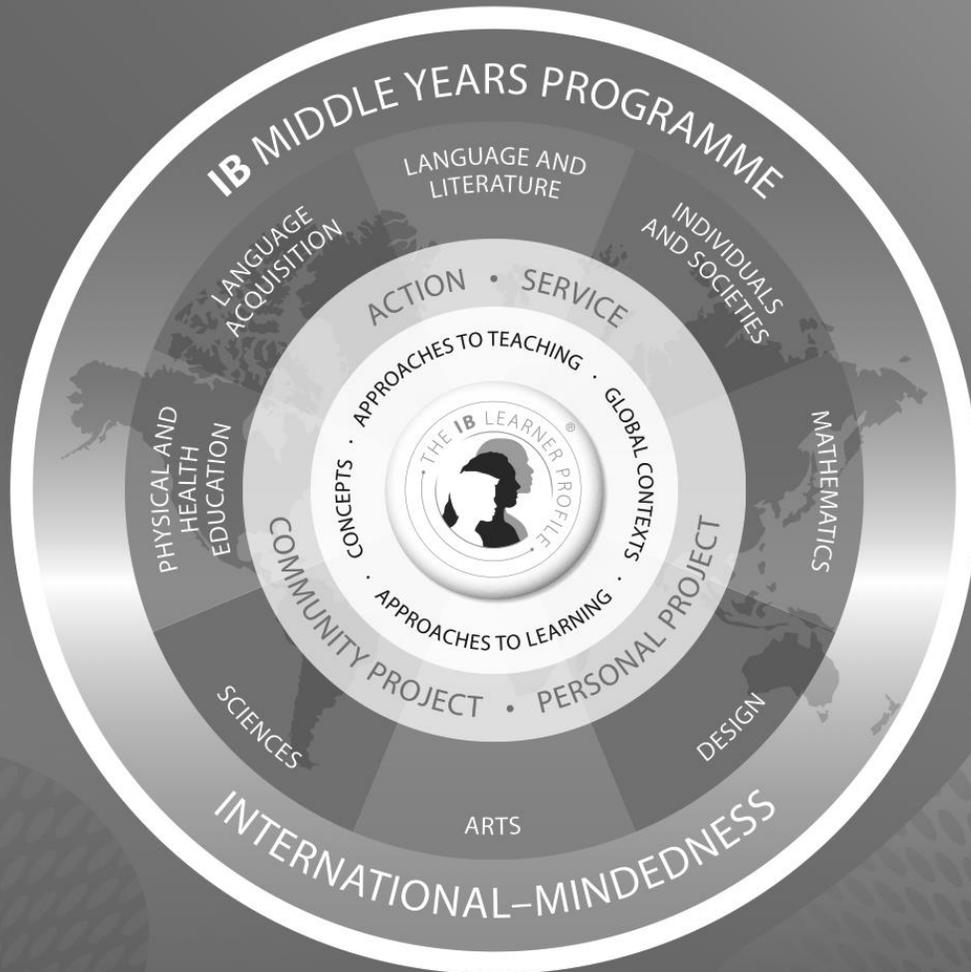 IB MIDDLE YEARS PROGRAMME
LANGUAGE AND
LITERATURE
INDIVIDUALS
AND SOCIETIES
MATHEMATICS
DESIGN
ARTS
SCIENCES
PHYSICAL AND
HEALTH
EDUCATION
LANGUAGE
ACQUISITION
ACTION • SERVICE
PERSONAL PROJECT
• COMMUNITY PROJECT
APPROACHES TO TEACHING
• GLOBAL CONTEXTS
• APPROACHES TO LEARNING
• CONCEPTS •
• THE IB LEARNER PROFILE • ®
INTERNATIONAL–MINDEDNESS